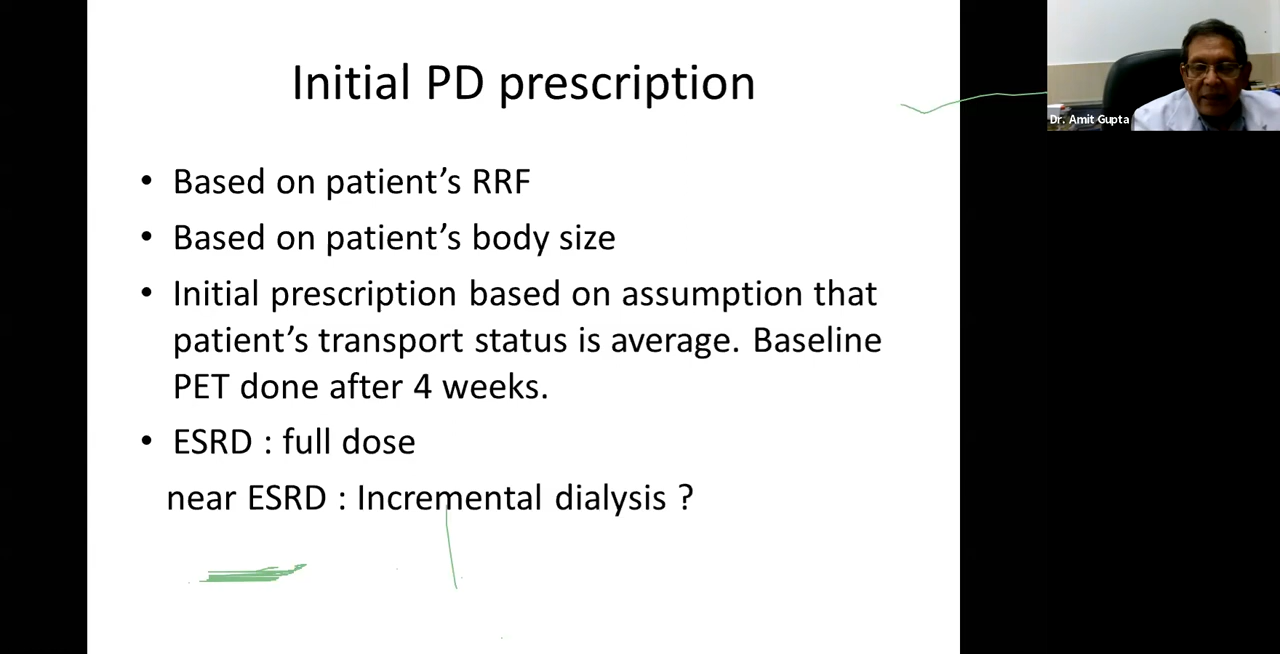 Initial PD prescription
• Based on patient’s RRF
• Based on patient’s body size
• Initial prescription based on assumption that
patient’s transport status is average. Baseline
PET done after 4 weeks.
• ESRD : full dose
near ESRD : Incremental dialysis ?
Dr. Amit Gupta